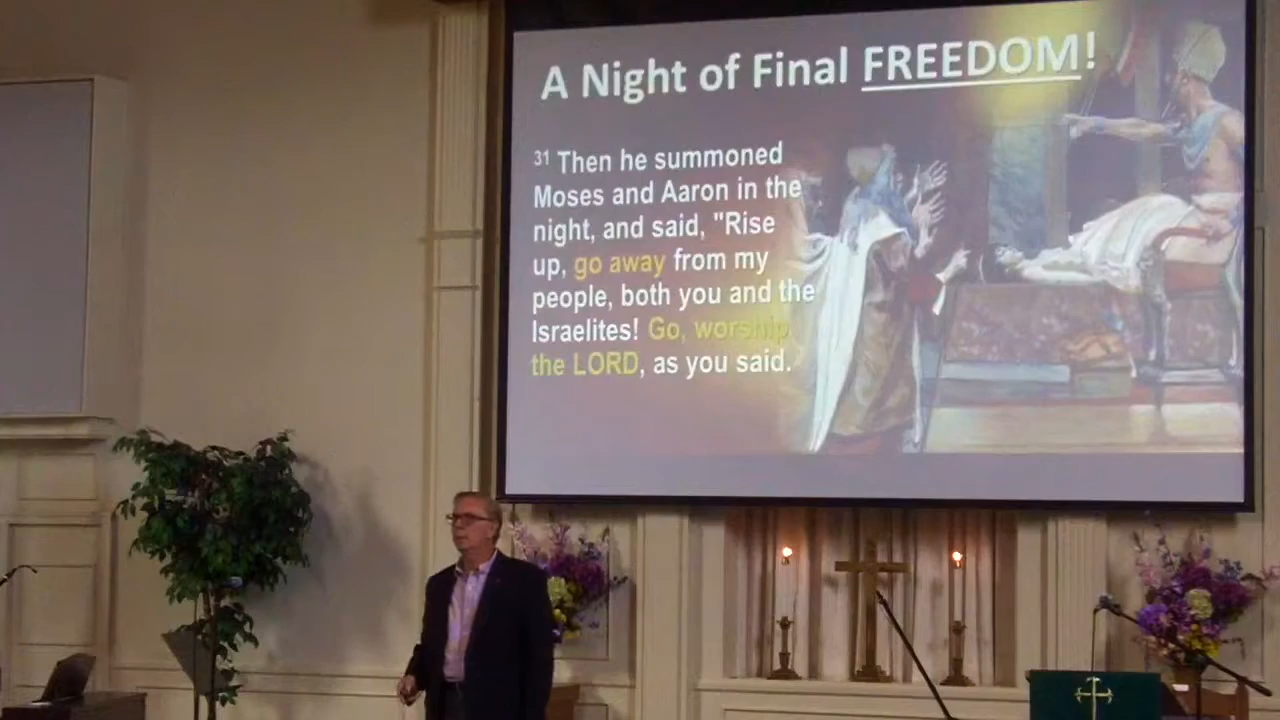 A Night of Final FREEDOM!
31 Then he summoned
Moses and Aaron in the
night, and said, "Rise
up, go away from my
people, both you and the
Israelites! Go, worship
the LORD, as you said.